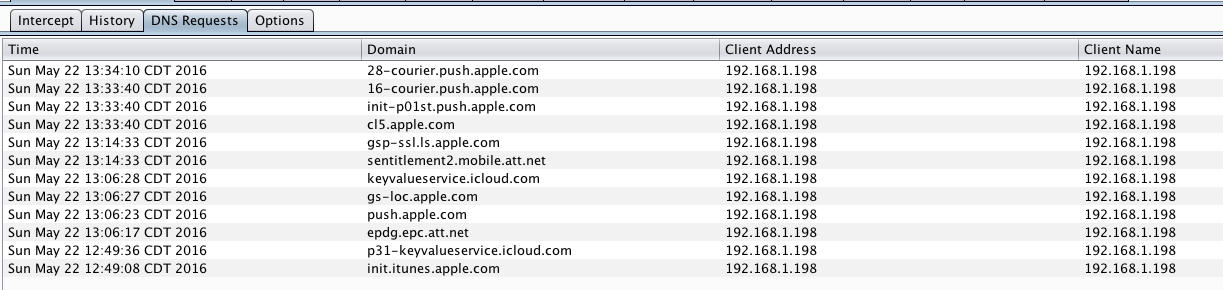 Intercept History DNS Requests Options
Time Domain Client Address Client Name
Sun May 22 13:34:10 CDT 2016 28-courier.push.apple.com 192.168.1.198 192.168.1.198
Sun May 22 13:33:40 CDT 2016 16-courier.push.apple.com 192.168.1.198 192.168.1.198
Sun May 22 13:33:40 CDT 2016 init-p01st.push.apple.com 192.168.1.198 192.168.1.198
Sun May 22 13:33:40 CDT 2016 cl5.apple.com 192.168.1.198 192.168.1.198
Sun May 22 13:14:33 CDT 2016 gsp-ssl.ls.apple.com 192.168.1.198 192.168.1.198
Sun May 22 13:14:33 CDT 2016 sentitlement2.mobile.att.net 192.168.1.198 192.168.1.198
Sun May 22 13:06:28 CDT 2016 keyvalueservice.icloud.com 192.168.1.198 192.168.1.198
Sun May 22 13:06:27 CDT 2016 gs-loc.apple.com 192.168.1.198 192.168.1.198
Sun May 22 13:06:23 CDT 2016 push.apple.com 192.168.1.198 192.168.1.198
Sun May 22 13:06:17 CDT 2016 epdg.epc.att.net 192.168.1.198 192.168.1.198
Sun May 22 12:49:36 CDT 2016 p31-keyvalueservice.icloud.com 192.168.1.198 192.168.1.198
Sun May 22 12:49:08 CDT 2016 init.itunes.apple.com 192.168.1.198 192.168.1.198